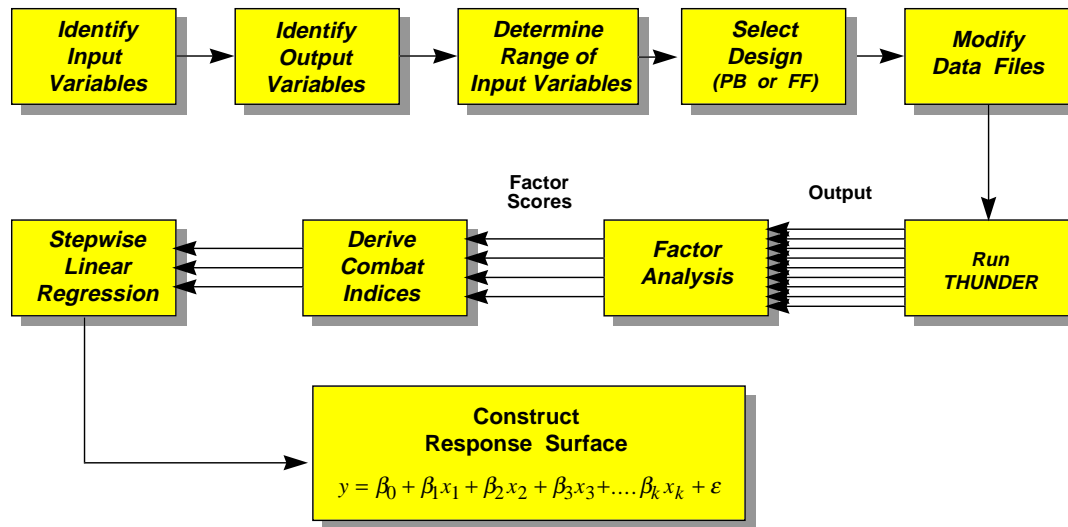 Identify
Input
Variables
Identify
Output
Variables
Determine
Range of
Input Variables
Select
Design
(PB or FF)
Modify
Data Files
Factor
Scores
Output
Stepwise
Linear
Regression
Derive
Combat
Indices
Factor
Analysis
Run
THUNDER
Construct
Response Surface
y = β₀ + β₁x₁ + β₂x₂ + β₃x₃+....βₖxₖ + ε